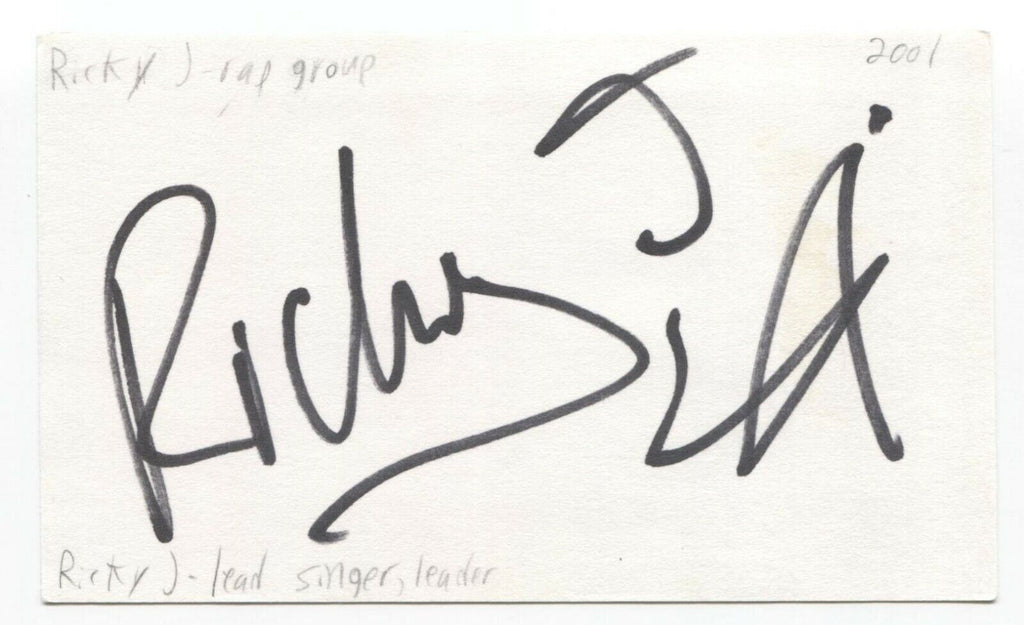 Ricky J - rap group
2001
Ricky J
Ricky J - lead singer, leader